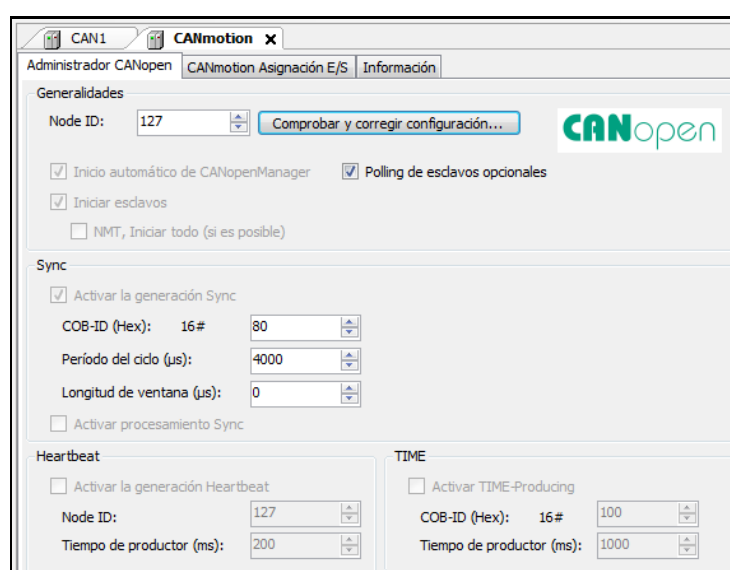 CAN1 CANmotion
Administrador CANopen CANmotion Asignación E/S Información
Generalidades
Node ID: 127 Comprobar y corregir configuración...
CANopen
Inicio automático de CANopenManager Polling de esclavos opcionales
Iniciar esclavos
NMT, Iniciar todo (si es posible)
Sync
Activar la generación Sync
COB-ID (Hex): 16# 80
Período del ciclo (µs): 4000
Longitud de ventana (µs): 0
Activar procesamiento Sync
Heartbeat TIME
Activar la generación Heartbeat Activar TIME-Producing
Node ID: 127 COB-ID (Hex): 16# 100
Tiempo de productor (ms): 200 Tiempo de productor (ms): 1000